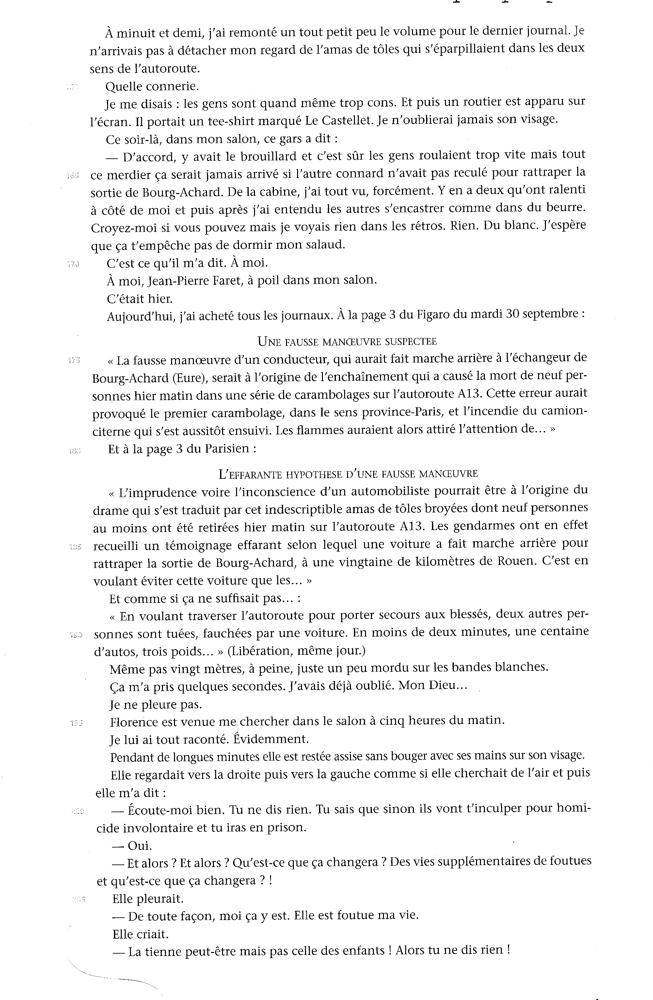 À minuit et demi, j'ai remonté un tout petit peu le volume pour le dernier journal. Je
n'arrivais pas à détacher mon regard de l'amas de tôles qui s'éparpillaient dans les deux
sens de l'autoroute.
Quelle connerie.
Je me disais : les gens sont quand même trop cons. Et puis un routier est apparu sur
l'écran. Il portait un tee-shirt marqué Le Castellet. Je n'oublierai jamais son visage.
Ce soir-là, dans mon salon, ce gars a dit :
— D'accord, y avait le brouillard et c'est sûr les gens roulaient trop vite mais tout
165 ce merdier ça serait jamais arrivé si l'autre connard n'avait pas reculé pour rattraper la
sortie de Bourg-Achard. De la cabine, j'ai tout vu, forcément. Y en a deux qu'ont ralenti
à côté de moi et puis après j'ai entendu les autres s'encastrer comme dans du beurre.
Croyez-moi si vous pouvez mais je voyais rien dans les rétros. Rien. Du blanc. J'espère
que ça t'empêche pas de dormir mon salaud.
170 C'est ce qu'il m'a dit. À moi.
À moi, Jean-Pierre Faret, à poil dans mon salon.
C'était hier.
Aujourd'hui, j'ai acheté tous les journaux. À la page 3 du Figaro du mardi 30 septembre :
UNE FAUSSE MANŒUVRE SUSPECTEE
175 « La fausse manœuvre d'un conducteur, qui aurait fait marche arrière à l'échangeur de
Bourg-Achard (Eure), serait à l'origine de l'enchaînement qui a causé la mort de neuf per-
sonnes hier matin dans une série de carambolages sur l'autoroute A13. Cette erreur aurait
provoqué le premier carambolage, dans le sens province-Paris, et l'incendie du camion-
citerne qui s'est aussitôt ensuivi. Les flammes auraient alors attiré l'attention de... »
180 Et à la page 3 du Parisien :
L'EFFARANTE HYPOTHESE D'UNE FAUSSE MANŒUVRE
« L'imprudence voire l'inconscience d'un automobiliste pourrait être à l'origine du
drame qui s'est traduit par cet indescriptible amas de tôles broyées dont neuf personnes
au moins ont été retirées hier matin sur l'autoroute A13. Les gendarmes ont en effet
185 recueilli un témoignage effarant selon lequel une voiture a fait marche arrière pour
rattraper la sortie de Bourg-Achard, à une vingtaine de kilomètres de Rouen. C'est en
voulant éviter cette voiture que les... »
Et comme si ça ne suffisait pas... :
« En voulant traverser l'autoroute pour porter secours aux blessés, deux autres per-
190 sonnes sont tuées, fauchées par une voiture. En moins de deux minutes, une centaine
d'autos, trois poids... » (Libération, même jour.)
Même pas vingt mètres, à peine, juste un peu mordu sur les bandes blanches.
Ça m'a pris quelques secondes. J'avais déjà oublié. Mon Dieu...
Je ne pleure pas.
195 Florence est venue me chercher dans le salon à cinq heures du matin.
Je lui ai tout raconté. Évidemment.
Pendant de longues minutes elle est restée assise sans bouger avec ses mains sur son visage.
Elle regardait vers la droite puis vers la gauche comme si elle cherchait de l'air et puis
elle m'a dit :
200 — Écoute-moi bien. Tu ne dis rien. Tu sais que sinon ils vont t'inculper pour homi-
cide involontaire et tu iras en prison.
— Oui.
— Et alors ? Et alors ? Qu'est-ce que ça changera ? Des vies supplémentaires de foutues
et qu'est-ce que ça changera ? !
205 Elle pleurait.
— De toute façon, moi ça y est. Elle est foutue ma vie.
Elle criait.
— La tienne peut-être mais pas celle des enfants ! Alors tu ne dis rien !